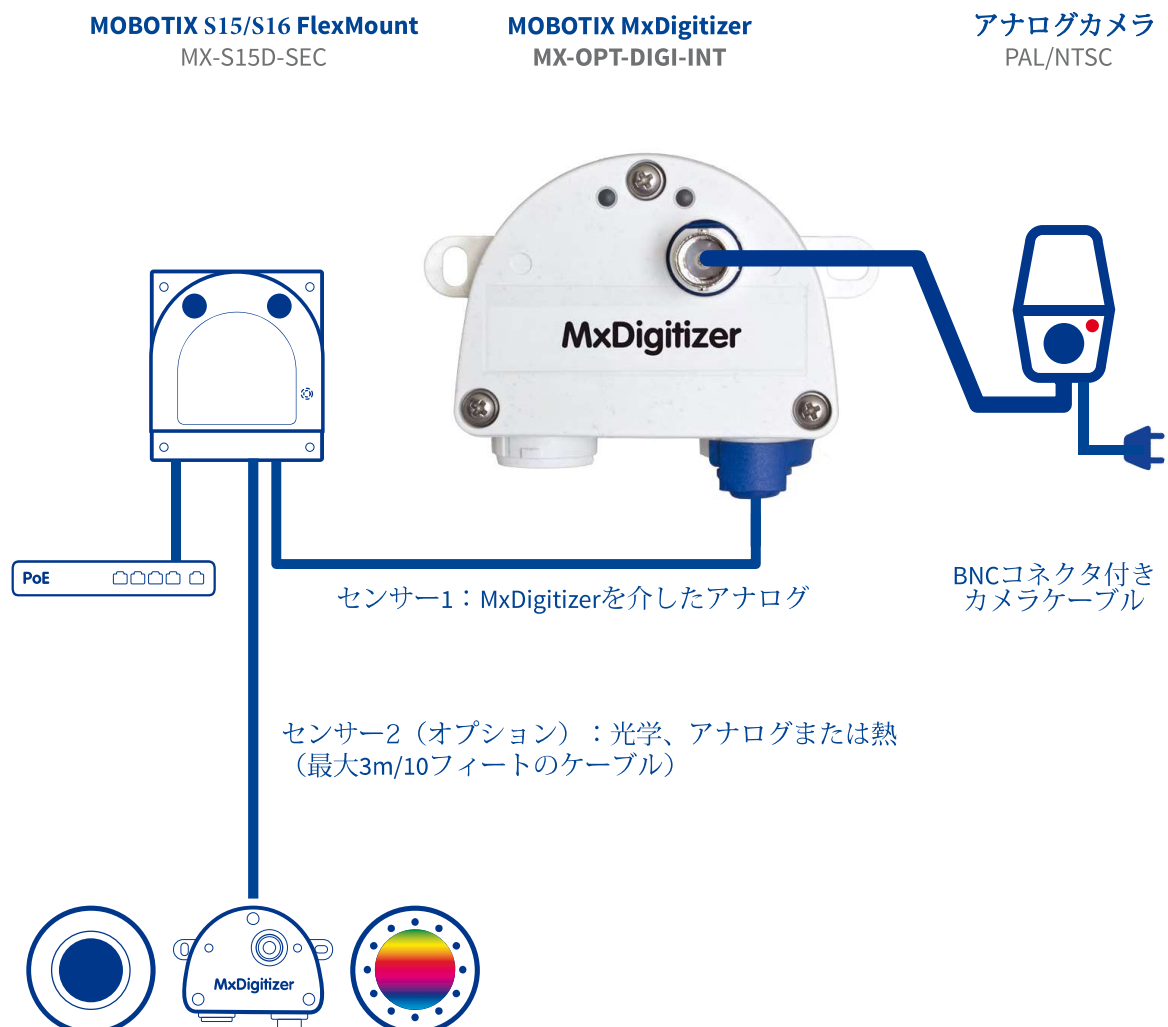 MOBOTIX S15/S16 FlexMount
MX-S15D-SEC
MOBOTIX MxDigitizer
MX-OPT-DIGI-INT
アナログカメラ
PAL/NTSC
MxDigitizer
PoE
センサー1：MxDigitizerを介したアナログ
BNCコネクタ付き
カメラケーブル
センサー2（オプション）：光学、アナログまたは熱
（最大3m/10フィートのケーブル）
MxDigitizer